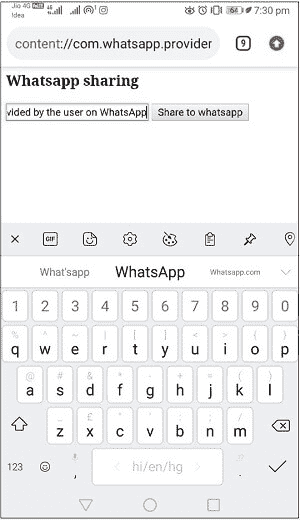 Jio 4G VoLTE 4G 64 7:30 pm
Idea
content://com.whatsapp.provider 9
Whatsapp sharing
vided by the user on WhatsApp Share to whatsapp
GIF
What'sapp WhatsApp Whatsapp.com
1 2 3 4 5 6 7 8 9 0
% ^ ~ | [ ] < > { }
q w e r t y u i o p
@ # & * - + = ( )
a s d f g h j k l
_ £ " ' : ; ! ?
z x c v b n m
123 , hi/en/hg .